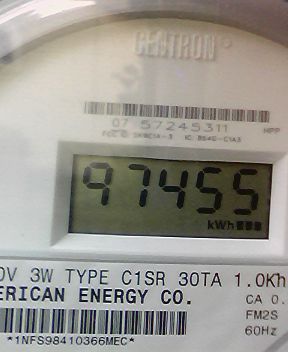 CENTRON®
07 57245311 HPP
97455
kWh
0V 3W TYPE C1SR 30TA 1.0Kh
ERICAN ENERGY CO. CA 0.
FM2S
60Hz
*1NFS98410366MEC*